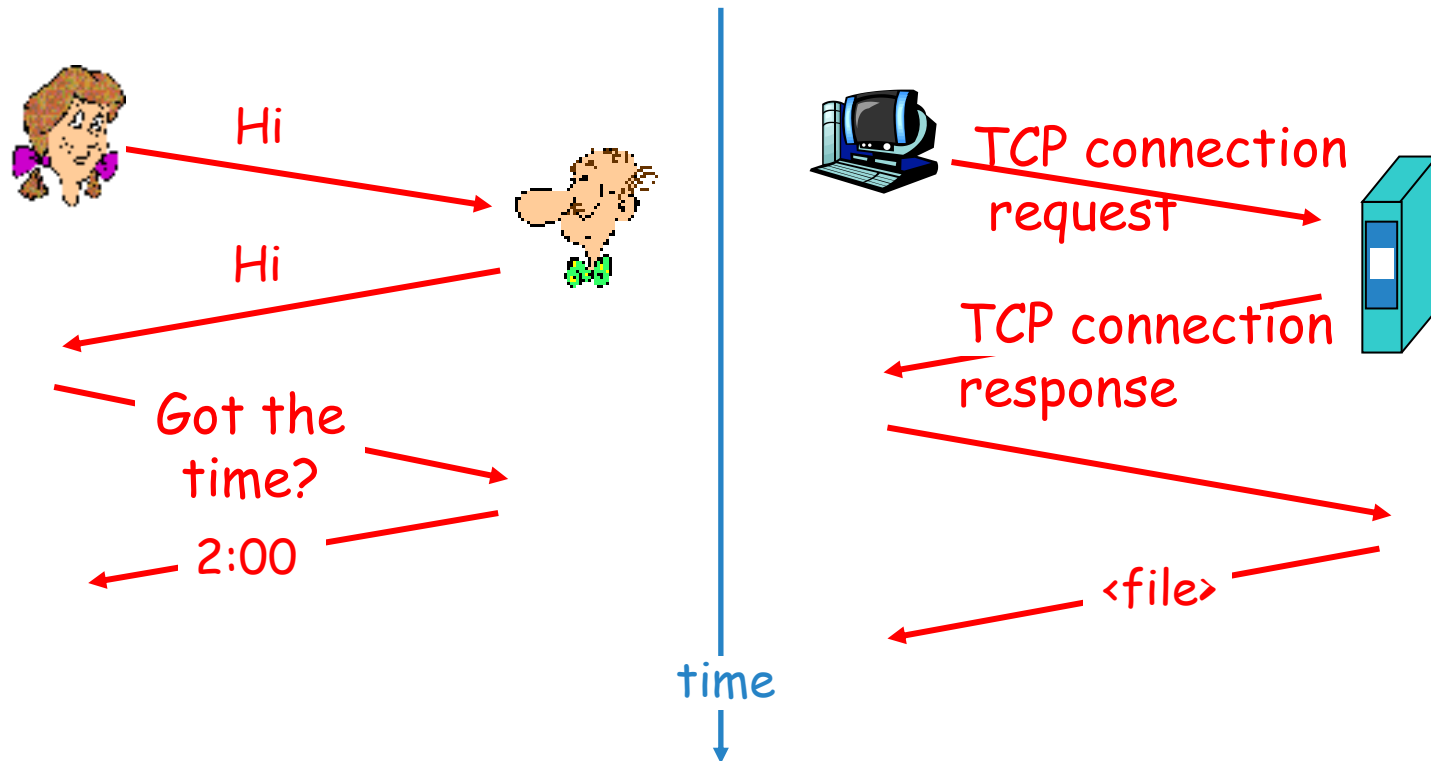 Hi
Hi
Got the
time?
2:00
TCP connection
request
TCP connection
response
<file>
time